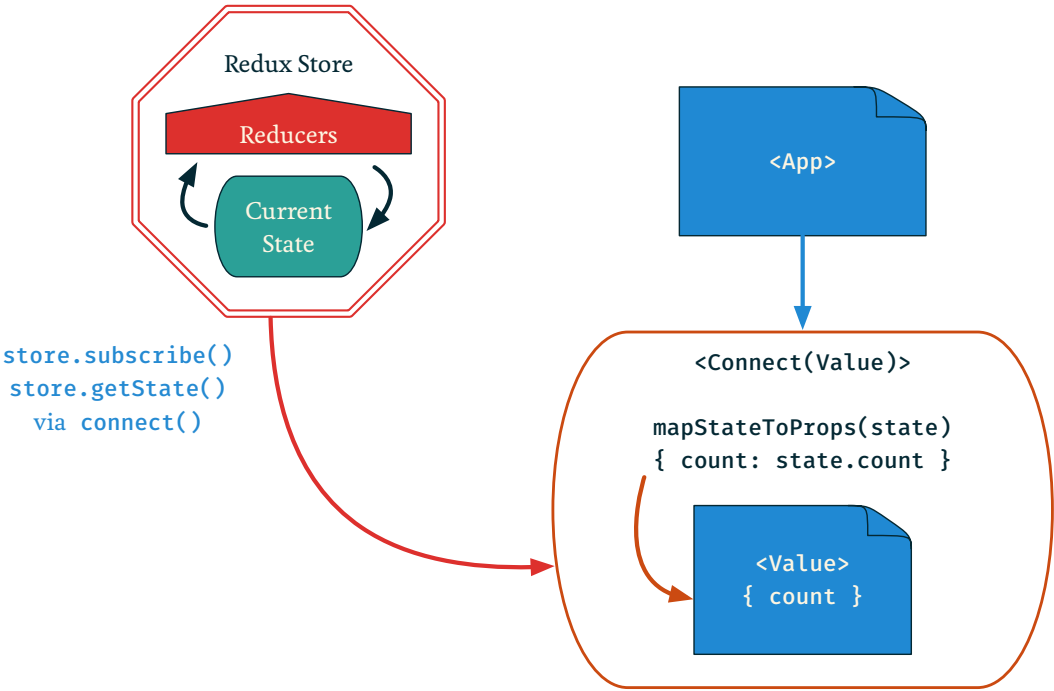 Redux Store
Reducers
Current
State
<App>
store.subscribe()
store.getState()
via connect()
<Connect(Value)>
mapStateToProps(state)
{ count: state.count }
<Value>
{ count }